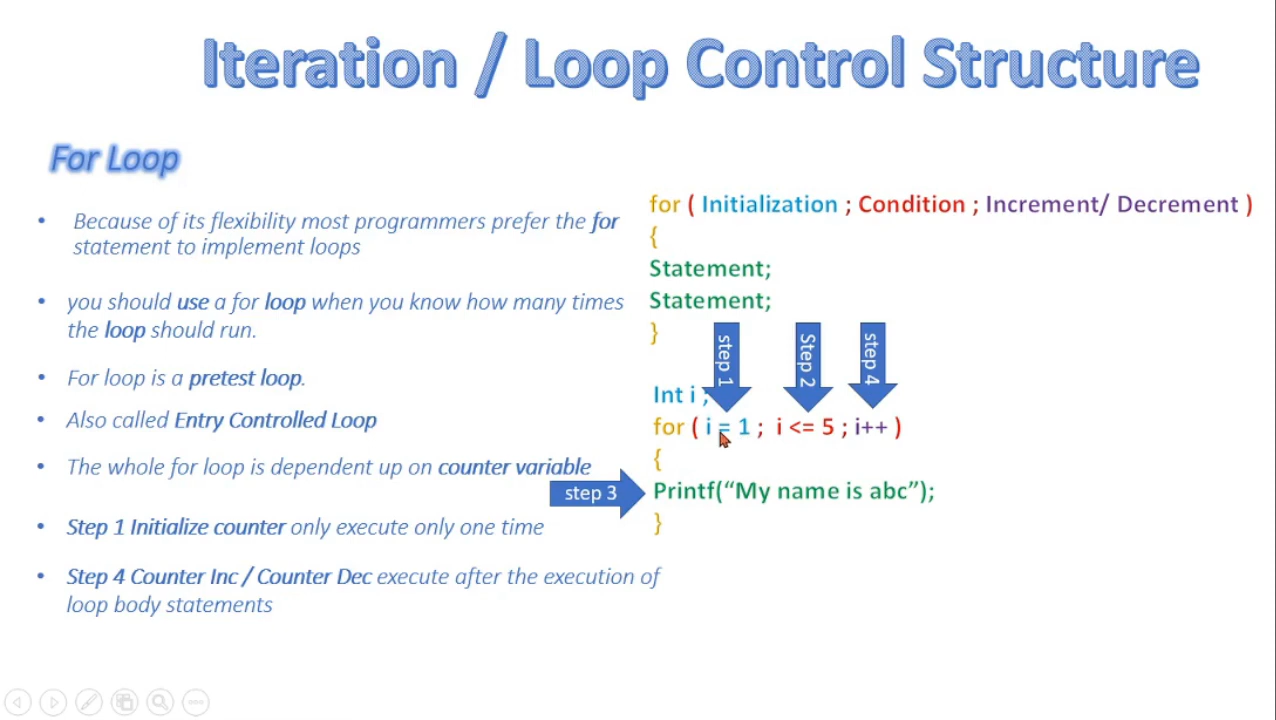 Iteration / Loop Control Structure
For Loop
• Because of its flexibility most programmers prefer the for
statement to implement loops
• you should use a for loop when you know how many times
the loop should run.
• For loop is a pretest loop.
• Also called Entry Controlled Loop
• The whole for loop is dependent up on counter variable
• Step 1 Initialize counter only execute only one time
• Step 4 Counter Inc / Counter Dec execute after the execution of
loop body statements
for ( Initialization ; Condition ; Increment/ Decrement )
{
Statement;
Statement;
}
step 1
Step 2
step 4
Int i ;
for ( i = 1 ; i <= 5 ; i++ )
{
step 3
Printf(“My name is abc”);
}